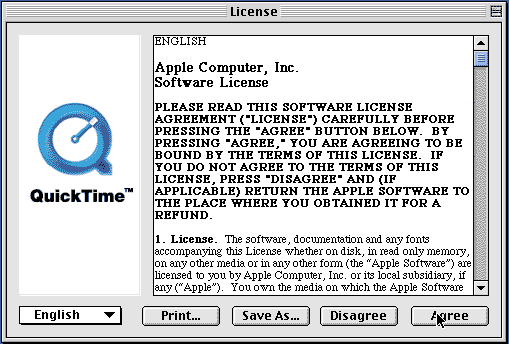 License
ENGLISH
Apple Computer, Inc.
Software License
PLEASE READ THIS SOFTWARE LICENSE
AGREEMENT ("LICENSE") CAREFULLY BEFORE
PRESSING THE "AGREE" BUTTON BELOW.  BY
PRESSING "AGREE," YOU ARE AGREEING TO BE
BOUND BY THE TERMS OF THIS LICENSE.  IF
YOU DO NOT AGREE TO THE TERMS OF THIS
LICENSE, PRESS "DISAGREE" AND (IF
APPLICABLE) RETURN THE APPLE SOFTWARE TO
THE PLACE WHERE YOU OBTAINED IT FOR A
REFUND.
1. License.  The software, documentation and any fonts
accompanying this License whether on disk, in read only memory,
on any other media or in any other form (the “Apple Software”) are
licensed to you by Apple Computer, Inc. or its local subsidiary, if
any (“Apple”).  You own the media on which the Apple Software
QuickTime™
English
Print...
Save As...
Disagree
Agree